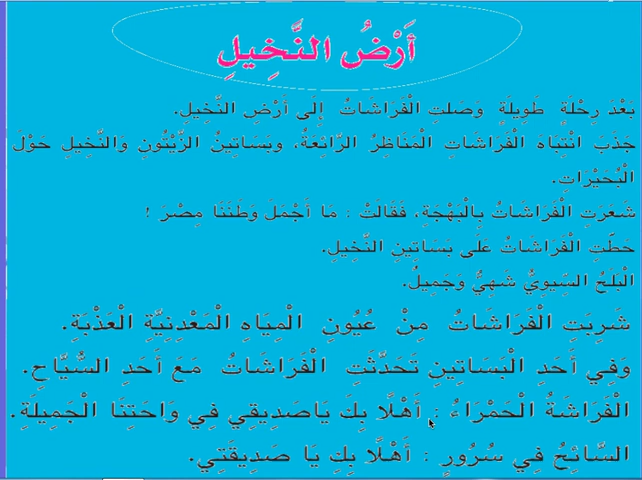 أَرْضُ النَّخِيلِ
بَعْدَ رِحْلَةٍ طَوِيلَةٍ وَصَلَتِ الْفَرَاشَاتُ إِلَى أَرْضِ النَّخِيلِ.
جَذَبَ انْتِبَاهَ الْفَرَاشَاتِ الْمَنَاظِرُ الرَّائِعَةُ، وَبَسَاتِينُ الزَّيْتُونِ وَالنَّخِيلِ حَوْلَ
الْبُحَيْرَاتِ.
شَعَرَتِ الْفَرَاشَاتُ بِالْبَهْجَةِ، فَقَالَتْ : مَا أَجْمَلَ وَطَنَنَا مِصْرَ !
حَطَّتِ الْفَرَاشَاتُ عَلَى بَسَاتِينِ النَّخِيلِ.
الْبَلَحُ السِّيوِيُّ شَهِيٌّ وَجَمِيلٌ.
شَرِبَتِ الْفَرَاشَاتُ مِنْ عُيُونِ الْمِيَاهِ الْمَعْدِنِيَّةِ الْعَذْبَةِ.
وَفِي أَحَدِ الْبَسَاتِينِ تَحَدَّثَتِ الْفَرَاشَاتُ مَعَ أَحَدِ السُّيَّاحِ.
الْفَرَاشَةُ الْحَمْرَاءُ : أَهْلًا بِكَ يَاصَدِيقِي فِي وَاحَتِنَا الْجَمِيلَةِ.
السَّائِحُ فِي سُرُورٍ : أَهْلًا بِكِ يَا صَدِيقَتِي.